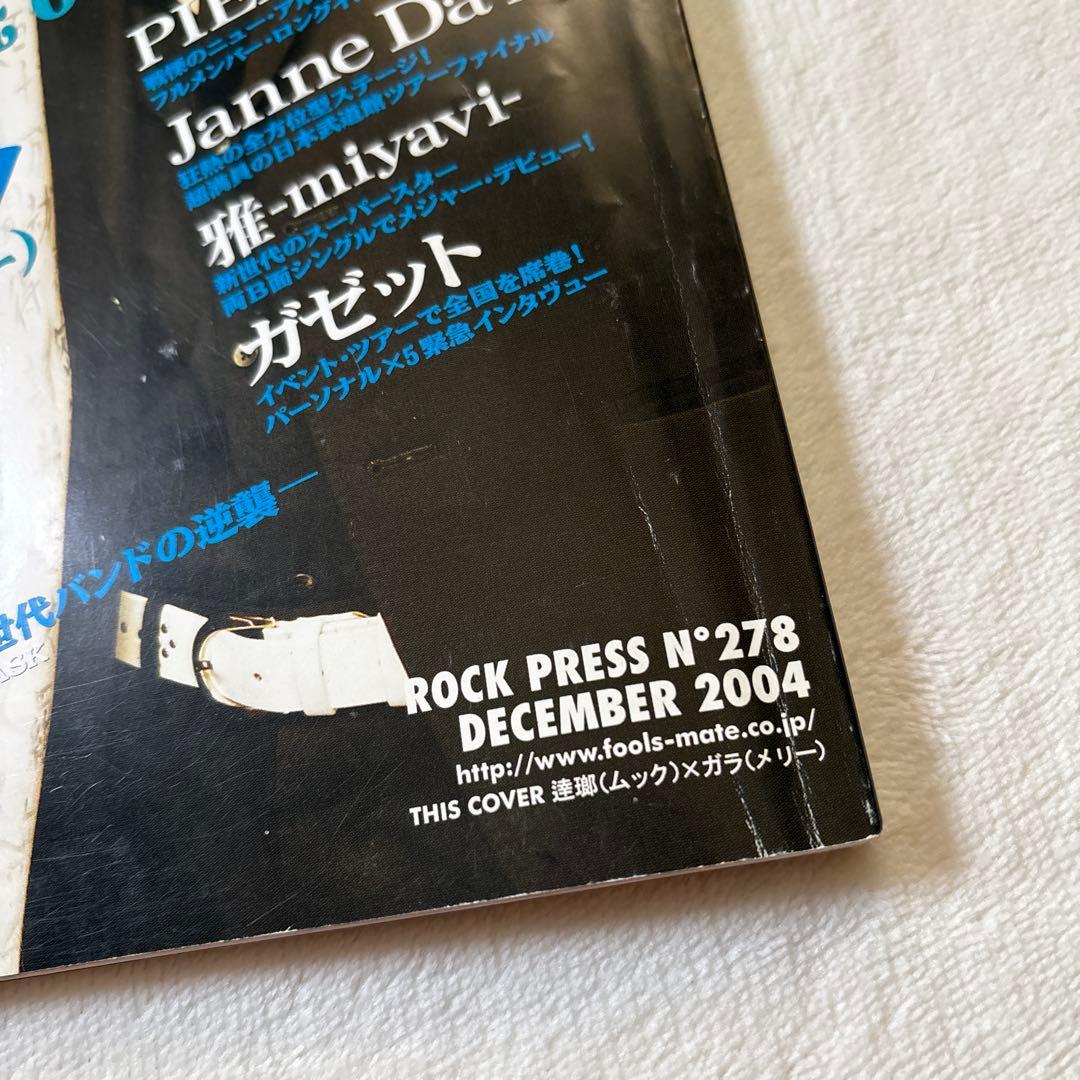 戦慄のニュー・アル
フルメンバー・ロングイ
Janne Da
狂熱の全方位型ステージ!
超満員の日本武道館ツアーファイナル
雅-miyavi-
新世代のスーパースター
両B面シングルでメジャー・デビュー!
ガゼット
イベント・ツアーで全国を席巻!
パーソナル×5緊急インタヴュー
世代バンドの逆襲―
ROCK PRESS N°278
DECEMBER 2004
http://www.fools-mate.co.jp/
THIS COVER 逹瑯(ムック)×ガラ(メリー)